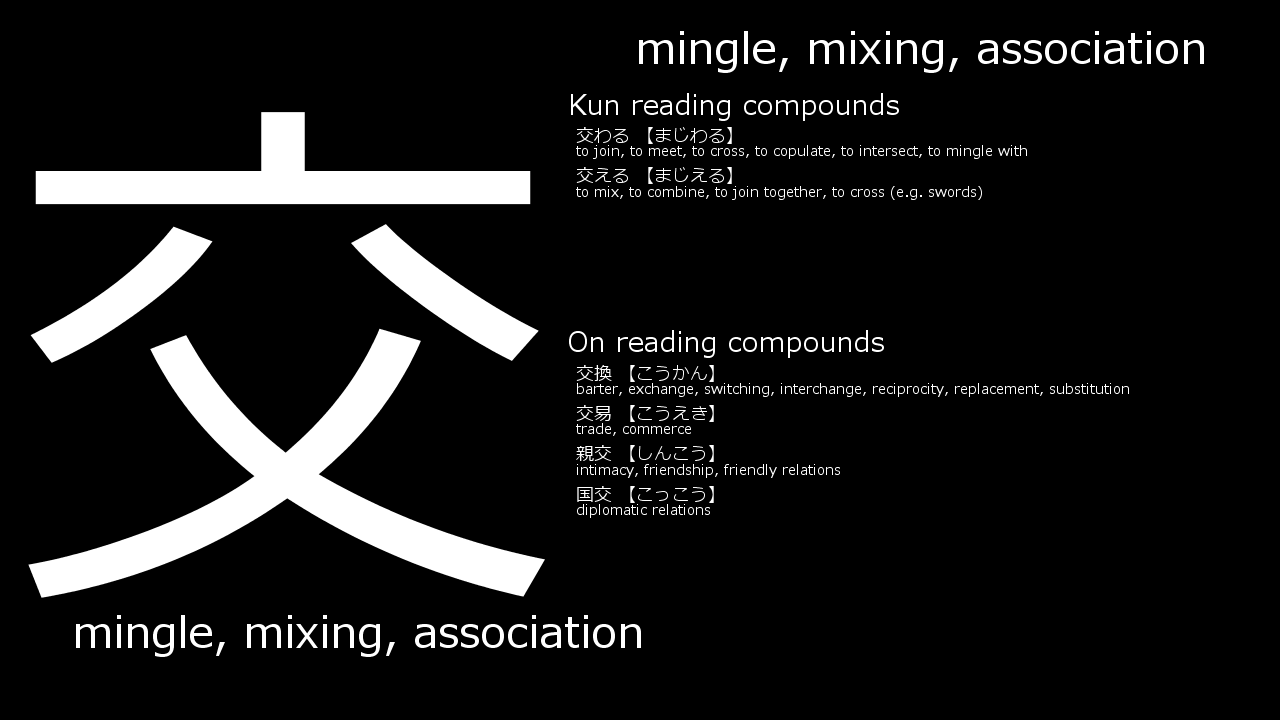 交
mingle, mixing, association
mingle, mixing, association
Kun reading compounds
交わる 【まじわる】
to join, to meet, to cross, to copulate, to intersect, to mingle with
交える 【まじえる】
to mix, to combine, to join together, to cross (e.g. swords)
On reading compounds
交換 【こうかん】
barter, exchange, switching, interchange, reciprocity, replacement, substitution
交易 【こうえき】
trade, commerce
親交 【しんこう】
intimacy, friendship, friendly relations
国交 【こっこう】
diplomatic relations